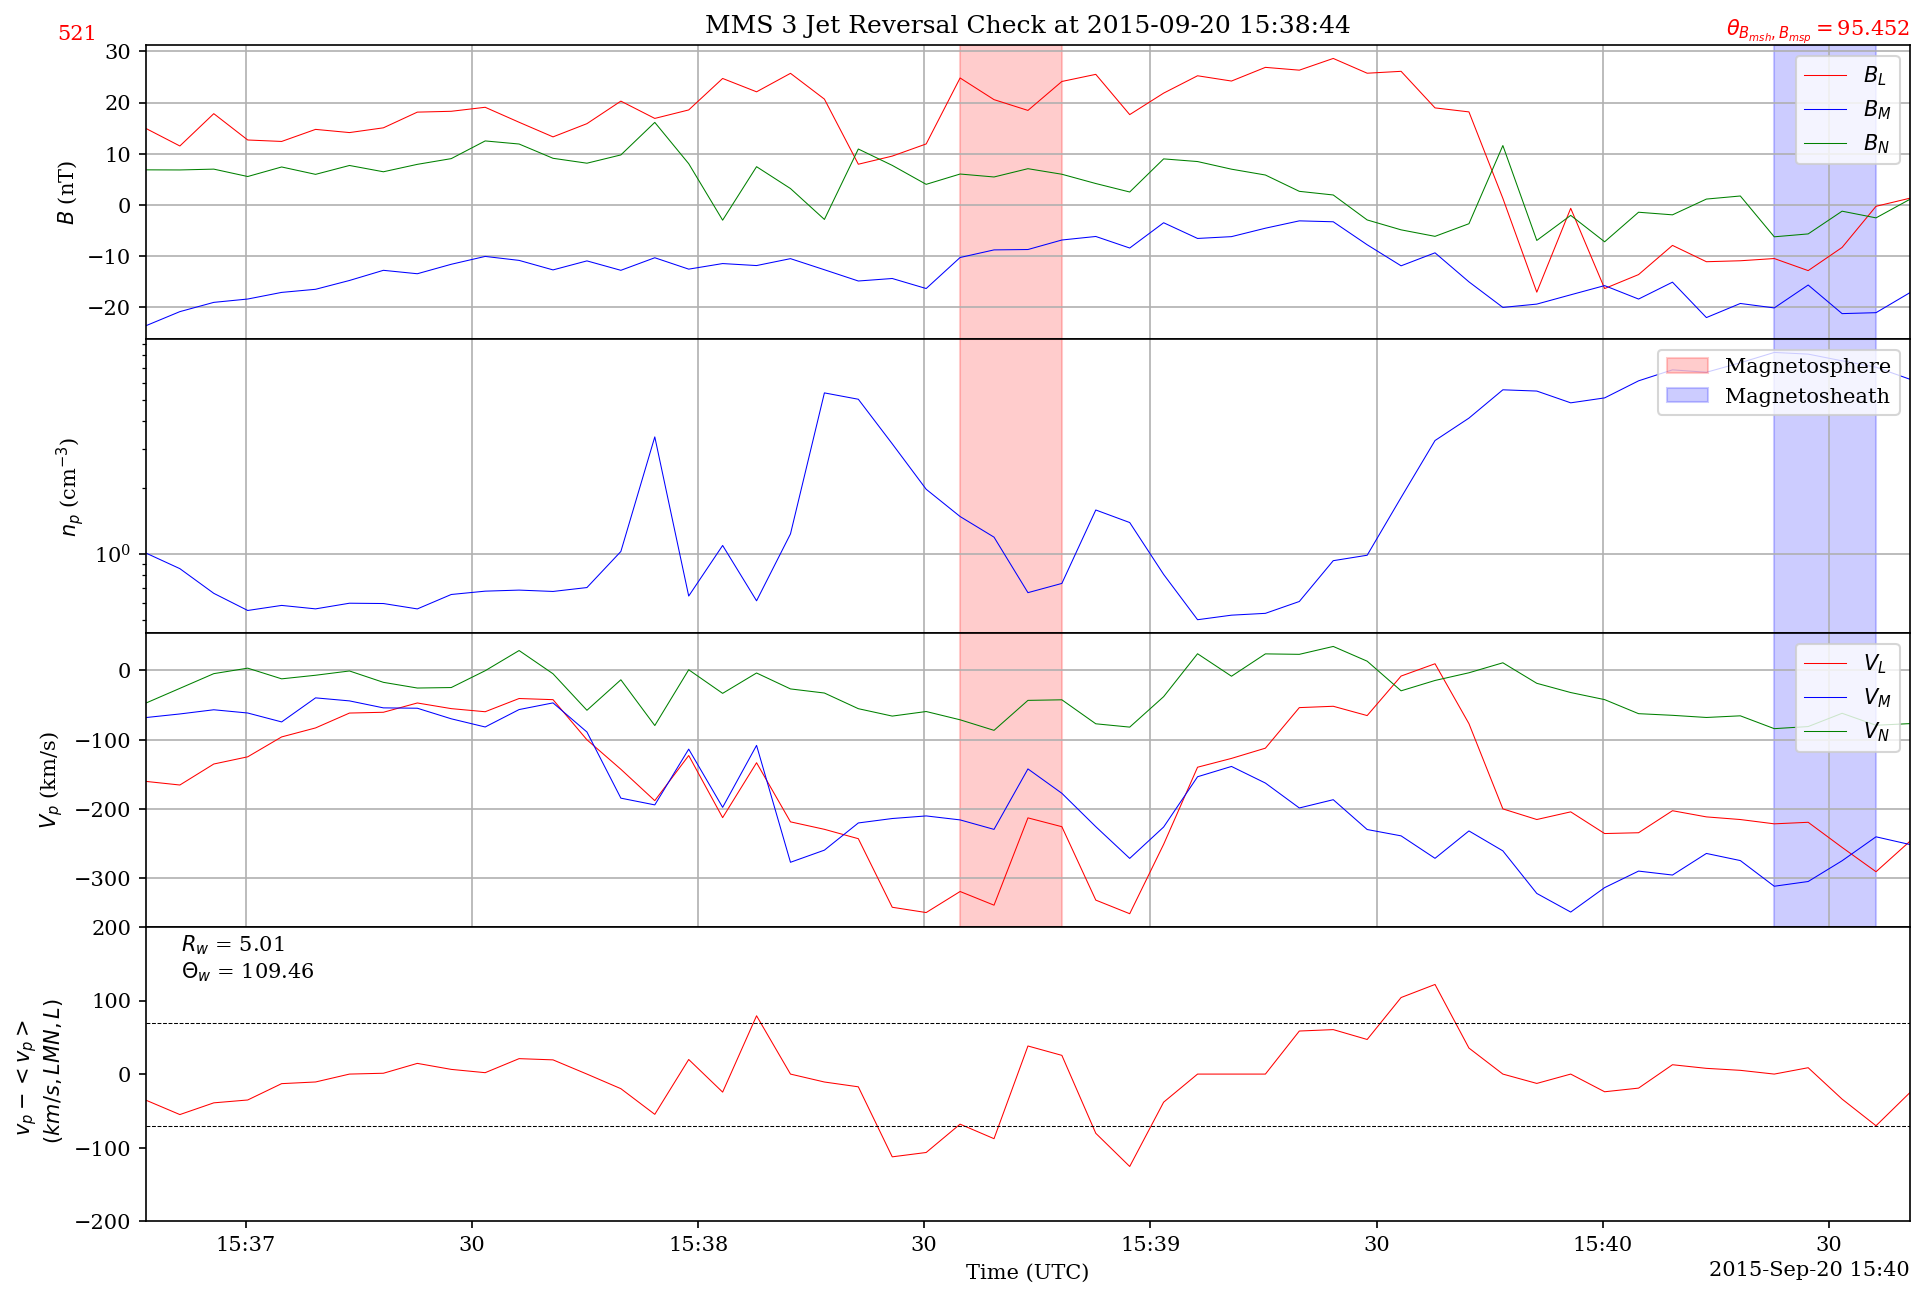 MMS 3 Jet Reversal Check at 2015-09-20 15:38:44
521
θ_{B_{msh}, B_{msp}} = 95.452
30
20
10
0
−10
−20
B (nT)
B_L
B_M
B_N
10^0
n_p (cm^{−3})
Magnetosphere
Magnetosheath
0
−100
−200
−300
V_p (km/s)
V_L
V_M
V_N
200
100
0
−100
−200
v_p − <v_p>
(km/s, LMN, L)
R_w = 5.01
Θ_w = 109.46
15:37 30 15:38 30 15:39 30 15:40 30
Time (UTC)
2015-Sep-20 15:40